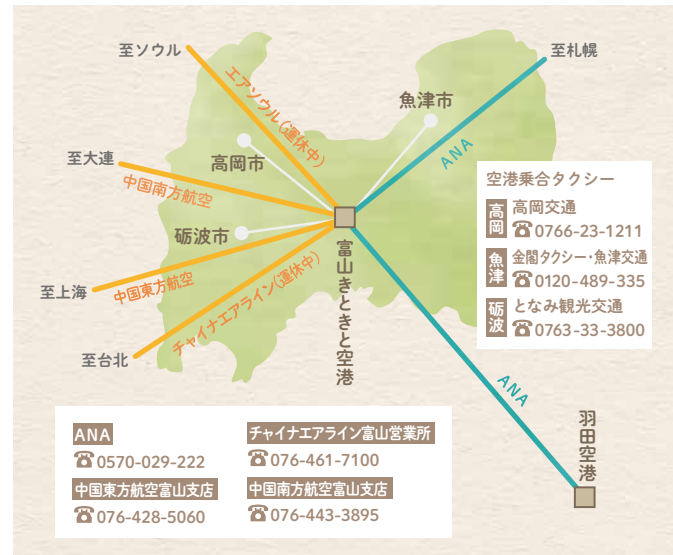 至ソウル
至札幌
エアソウル(運休中)
魚津市
ANA
至大連
高岡市
中国南方航空
砺波市
富山きときと空港
至上海
中国東方航空
チャイナエアライン(運休中)
至台北
空港乗合タクシー
高岡
高岡交通
☎0766-23-1211
魚津
金閣タクシー・魚津交通
☎0120-489-335
砺波
となみ観光交通
☎0763-33-3800
ANA
羽田空港
ANA
☎0570-029-222
チャイナエアライン富山営業所
☎076-461-7100
中国東方航空富山支店
☎076-428-5060
中国南方航空富山支店
☎076-443-3895